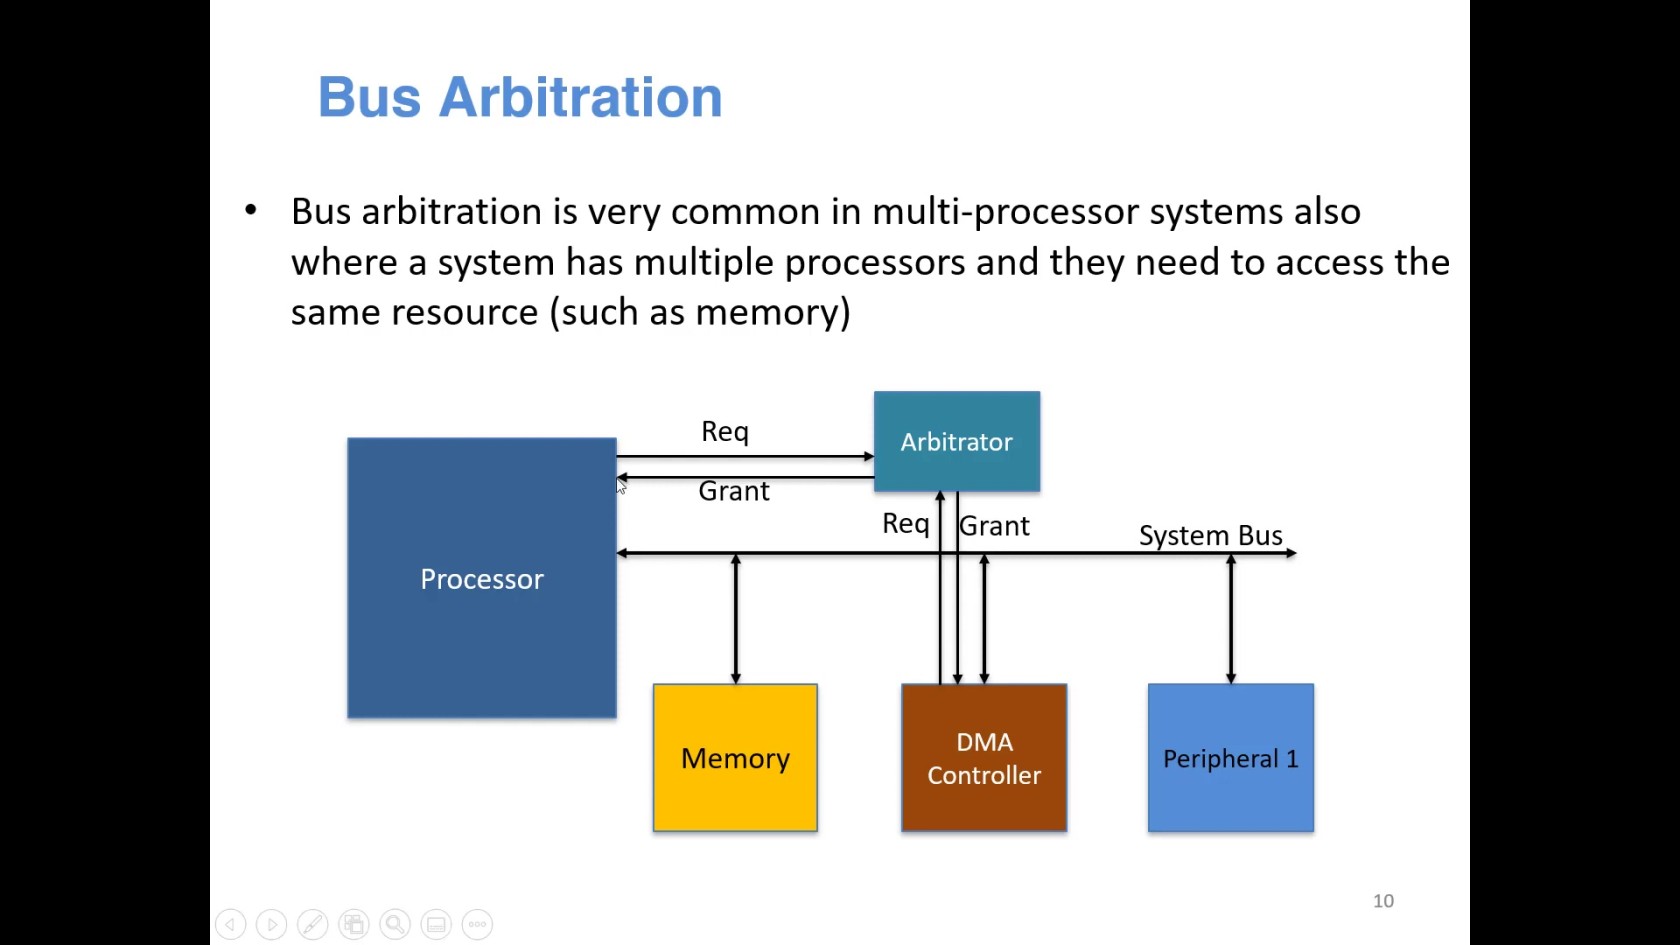 Bus Arbitration
• Bus arbitration is very common in multi-processor systems also
where a system has multiple processors and they need to access the
same resource (such as memory)
Req
Arbitrator
Grant
Req
Grant
System Bus
Processor
Memory
DMA
Controller
Peripheral 1
10